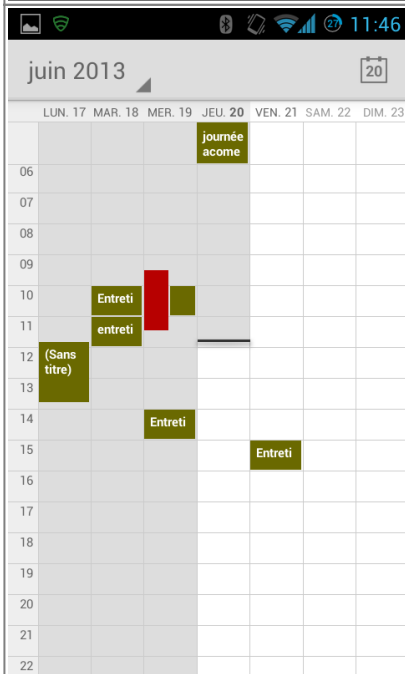 27 11:46
juin 2013
20
LUN. 17 MAR. 18 MER. 19 JEU. 20 VEN. 21 SAM. 22 DIM. 23
journée
acome
06
07
08
09
10 Entreti
11 entreti
12 (Sans
titre)
13
14 Entreti
15 Entreti
16
17
18
19
20
21
22